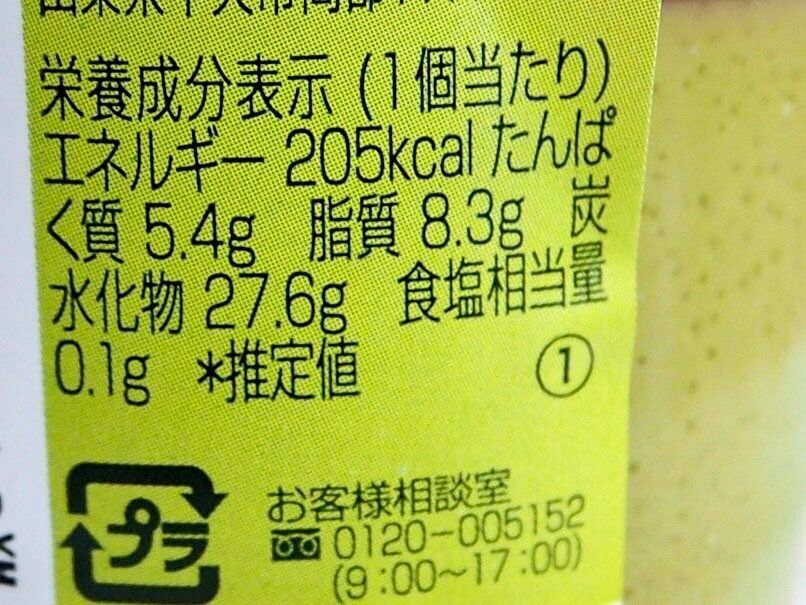 栄養成分表示(1個当たり)
エネルギー 205kcal たんぱ
く質 5.4g 脂質 8.3g 炭
水化物 27.6g 食塩相当量
0.1g *推定値 ①
プラ
お客様相談室
0120-005152
(9:00~17:00)